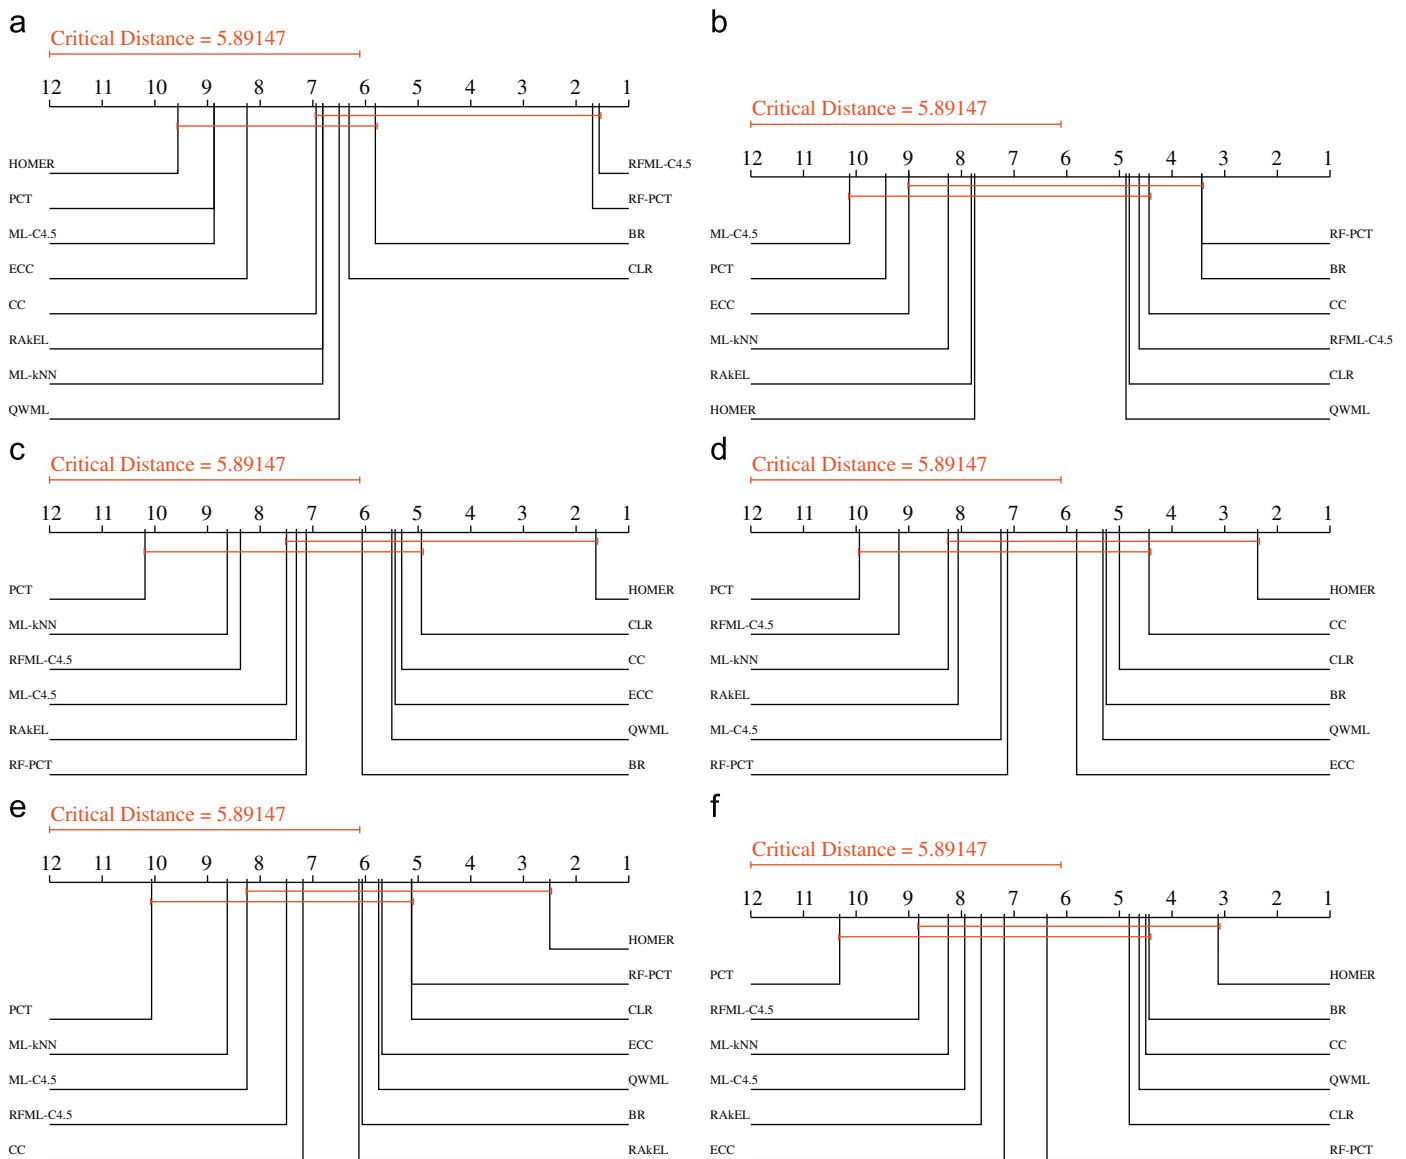 a
Critical Distance = 5.89147
12 11 10 9 8 7 6 5 4 3 2 1
HOMER RFML-C4.5
PCT RF-PCT
ML-C4.5 BR
ECC CLR
CC
RAkEL
ML-kNN
QWML
b
Critical Distance = 5.89147
12 11 10 9 8 7 6 5 4 3 2 1
ML-C4.5 RF-PCT
PCT BR
ECC CC
ML-kNN RFML-C4.5
RAkEL CLR
HOMER QWML
c
Critical Distance = 5.89147
12 11 10 9 8 7 6 5 4 3 2 1
PCT HOMER
ML-kNN CLR
RFML-C4.5 CC
ML-C4.5 ECC
RAkEL QWML
RF-PCT BR
d
Critical Distance = 5.89147
12 11 10 9 8 7 6 5 4 3 2 1
PCT HOMER
RFML-C4.5 CC
ML-kNN CLR
RAkEL BR
ML-C4.5 QWML
RF-PCT ECC
e
Critical Distance = 5.89147
12 11 10 9 8 7 6 5 4 3 2 1
HOMER
RF-PCT
PCT CLR
ML-kNN ECC
ML-C4.5 QWML
RFML-C4.5 BR
CC RAkEL
f
Critical Distance = 5.89147
12 11 10 9 8 7 6 5 4 3 2 1
PCT HOMER
RFML-C4.5 BR
ML-kNN CC
ML-C4.5 QWML
RAkEL CLR
ECC RF-PCT